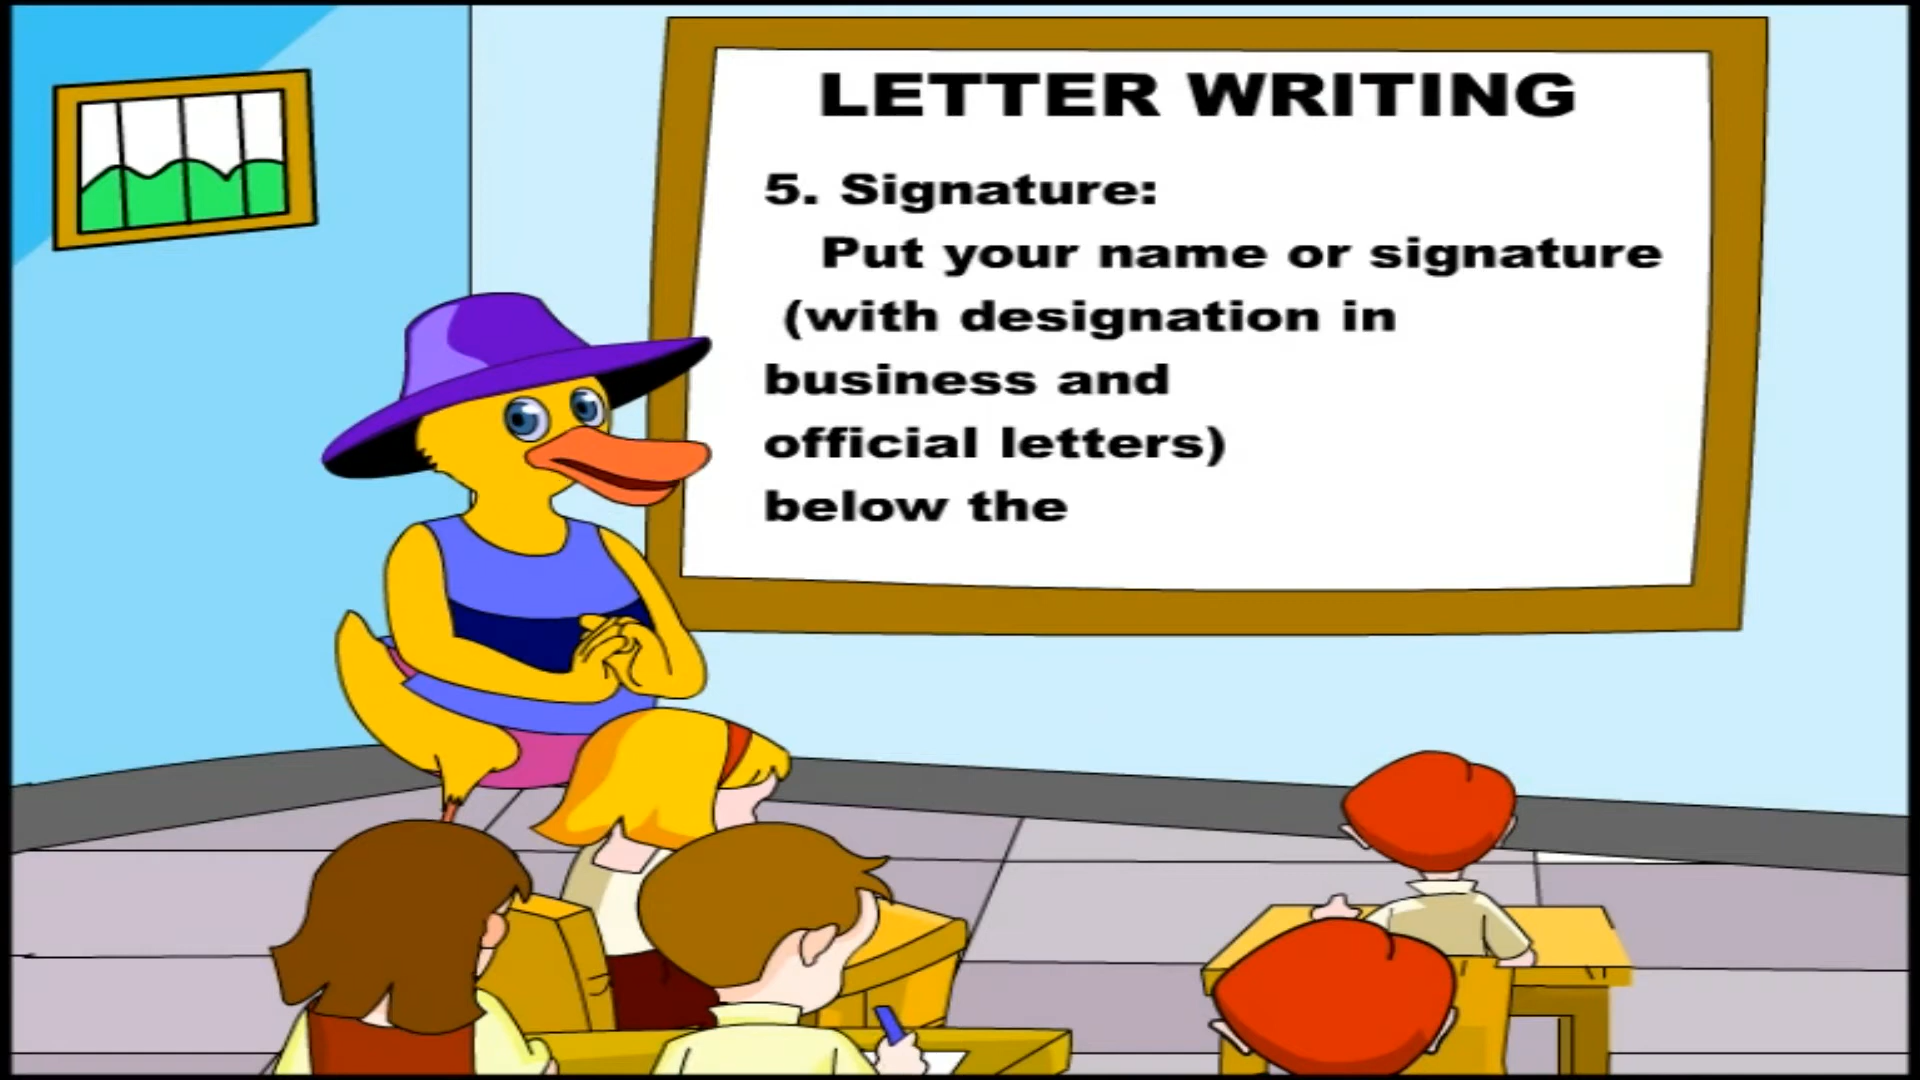 LETTER WRITING
5. Signature:
Put your name or signature
(with designation in
business and
official letters)
below the